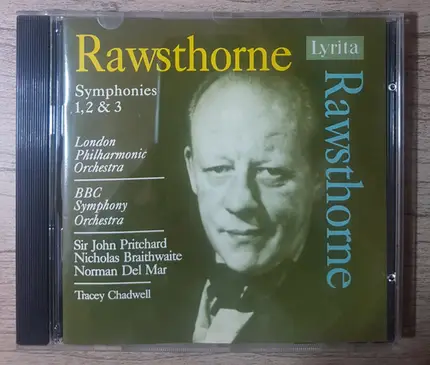 Rawsthorne
Lyrita
Symphonies
1, 2 & 3
London
Philharmonic
Orchestra
BBC
Symphony
Orchestra
Sir John Pritchard
Nicholas Braithwaite
Norman Del Mar
Tracey Chadwell
Rawsthorne